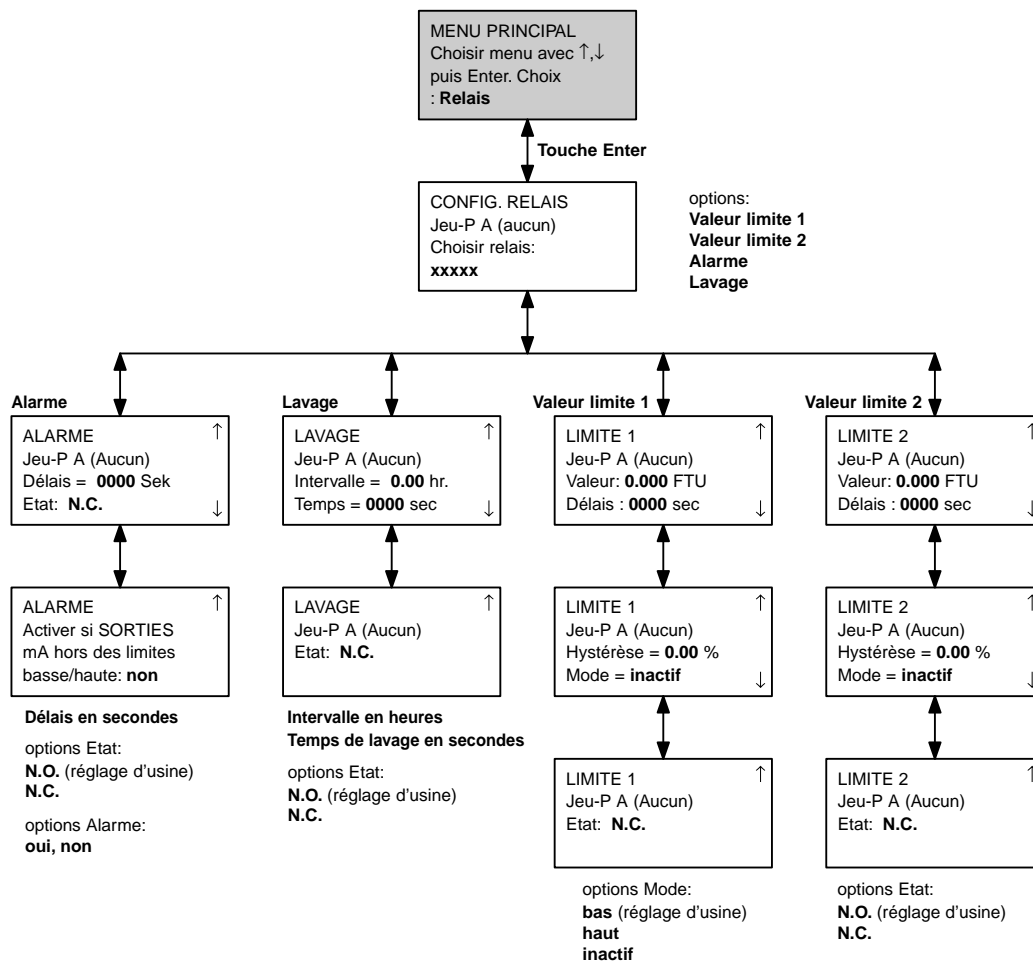 MENU PRINCIPAL
Choisir menu avec ↑,↓
puis Enter. Choix
: Relais
Touche Enter
CONFIG. RELAIS
Jeu-P A (aucun)
Choisir relais:
xxxxx
options:
Valeur limite 1
Valeur limite 2
Alarme
Lavage
Alarme
ALARME ↑
Jeu-P A (Aucun)
Délais = 0000 Sek
Etat: N.C. ↓
ALARME ↑
Activer si SORTIES
mA hors des limites
basse/haute: non
Délais en secondes
options Etat:
N.O. (réglage d'usine)
N.C.
options Alarme:
oui, non
Lavage
LAVAGE ↑
Jeu-P A (Aucun)
Intervalle = 0.00 hr.
Temps = 0000 sec ↓
LAVAGE ↑
Jeu-P A (Aucun)
Etat: N.C.
Intervalle en heures
Temps de lavage en secondes
options Etat:
N.O. (réglage d'usine)
N.C.
Valeur limite 1
LIMITE 1 ↑
Jeu-P A (Aucun)
Valeur: 0.000 FTU
Délais : 0000 sec ↓
LIMITE 1 ↑
Jeu-P A (Aucun)
Hystérèse = 0.00 %
Mode = inactif ↓
LIMITE 1 ↑
Jeu-P A (Aucun)
Etat: N.C.
options Mode:
bas (réglage d'usine)
haut
inactif
Valeur limite 2
LIMITE 2 ↑
Jeu-P A (Aucun)
Valeur: 0.000 FTU
Délais : 0000 sec ↓
LIMITE 2 ↑
Jeu-P A (Aucun)
Hystérèse = 0.00 %
Mode = inactif ↓
LIMITE 2 ↑
Jeu-P A (Aucun)
Etat: N.C.
options Etat:
N.O. (réglage d'usine)
N.C.